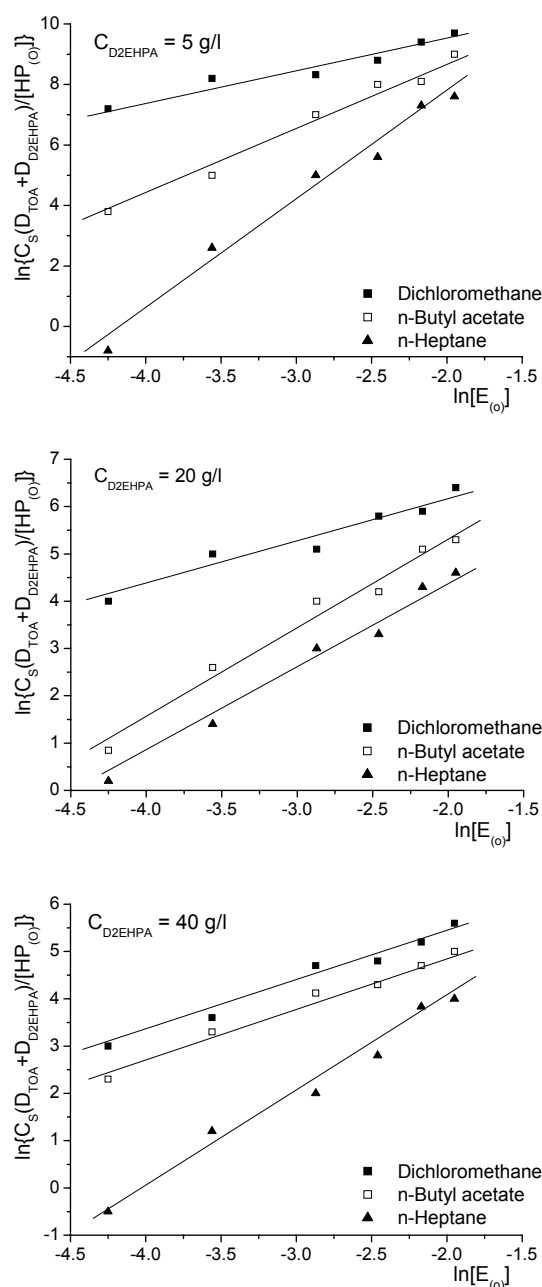 C_D2EHPA = 5 g/l
10
8
6
4
2
0
ln{C_S(D_TOA+D_D2EHPA)/[HP_(O)]}
Dichloromethane
n-Butyl acetate
n-Heptane
-4.5 -4.0 -3.5 -3.0 -2.5 -2.0 -1.5
ln[E_(o)]
C_D2EHPA = 20 g/l
7
6
5
4
3
2
1
0
ln{C_S(D_TOA+D_D2EHPA)/[HP_(O)]}
Dichloromethane
n-Butyl acetate
n-Heptane
-4.5 -4.0 -3.5 -3.0 -2.5 -2.0 -1.5
ln[E_(o)]
C_D2EHPA = 40 g/l
6
5
4
3
2
1
0
-1
ln{C_S(D_TOA+D_D2EHPA)/[HP_(O)]}
Dichloromethane
n-Butyl acetate
n-Heptane
-4.5 -4.0 -3.5 -3.0 -2.5 -2.0 -1.5
ln[E_(o)]